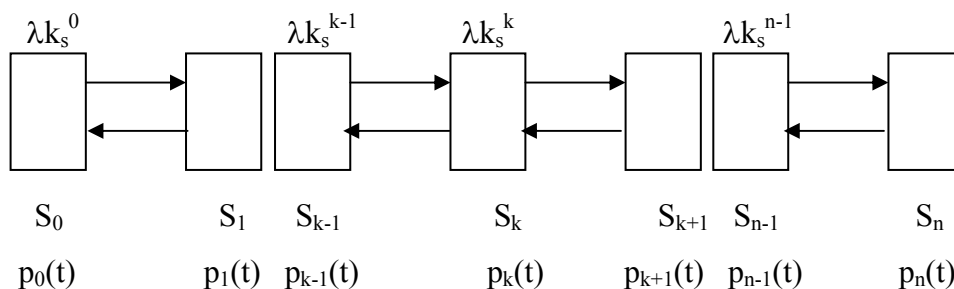 λk_s^0 λk_s^{k-1} λk_s^k λk_s^{n-1}
S_0 S_1 S_{k-1} S_k S_{k+1} S_{n-1} S_n
p_0(t) p_1(t) p_{k-1}(t) p_k(t) p_{k+1}(t) p_{n-1}(t) p_n(t)